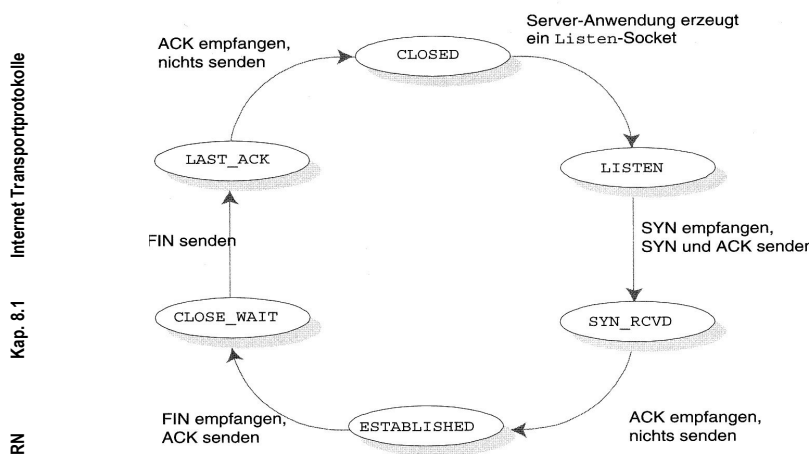 Server-Anwendung erzeugt
ein Listen-Socket
ACK empfangen,
nichts senden
CLOSED
LAST_ACK
LISTEN
FIN senden
SYN empfangen,
SYN und ACK senden
CLOSE_WAIT
SYN_RCVD
FIN empfangen,
ACK senden
ESTABLISHED
ACK empfangen,
nichts senden
RN Kap. 8.1 Internet Transportprotokolle